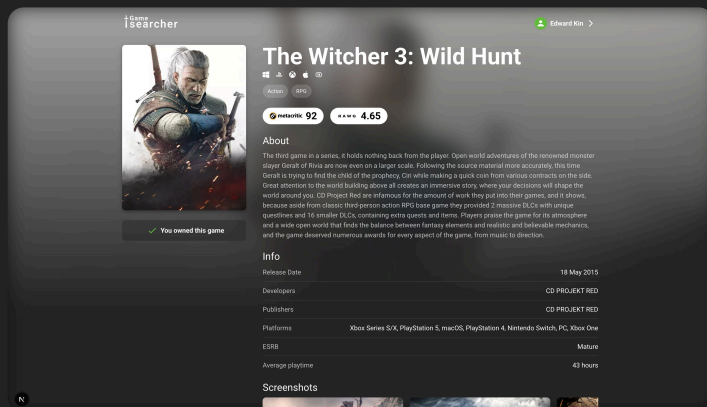 Game
searcher
Edward Kin
The Witcher 3: Wild Hunt
Action
RPG
metacritic 92
RAWG 4.65
You owned this game
About
The third game in a series, it holds nothing back from the player. Open world adventures of the renowned monster
slayer Geralt of Rivia are now even on a larger scale. Following the source material more accurately, this time
Geralt is trying to find the child of the prophecy, Ciri while making a quick coin from various contracts on the side.
Great attention to the world building above all creates an immersive story, where your decisions will shape the
world around you. CD Project Red are infamous for the amount of work they put into their games, and it shows,
because aside from classic third-person action RPG base game they provided 2 massive DLCs with unique
questlines and 16 smaller DLCs, containing extra quests and items. Players praise the game for its atmosphere
and a wide open world that finds the balance between fantasy elements and realistic and believable mechanics,
and the game deserved numerous awards for every aspect of the game, from music to direction.
Info
Release Date 18 May 2015
Developers CD PROJEKT RED
Publishers CD PROJEKT RED
Platforms Xbox Series S/X, PlayStation 5, macOS, PlayStation 4, Nintendo Switch, PC, Xbox One
ESRB Mature
Average playtime 43 hours
Screenshots
N